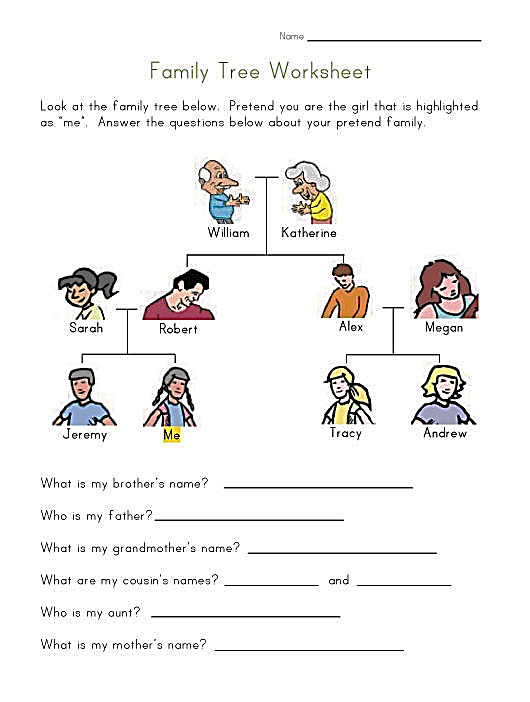 Name
Family Tree Worksheet
Look at the family tree below. Pretend you are the girl that is highlighted
as "me". Answer the questions below about your pretend family.
William Katherine
Sarah Robert Alex Megan
Jeremy Me Tracy Andrew
What is my brother's name?
Who is my father?
What is my grandmother's name?
What are my cousin's names? and
Who is my aunt?
What is my mother's name?